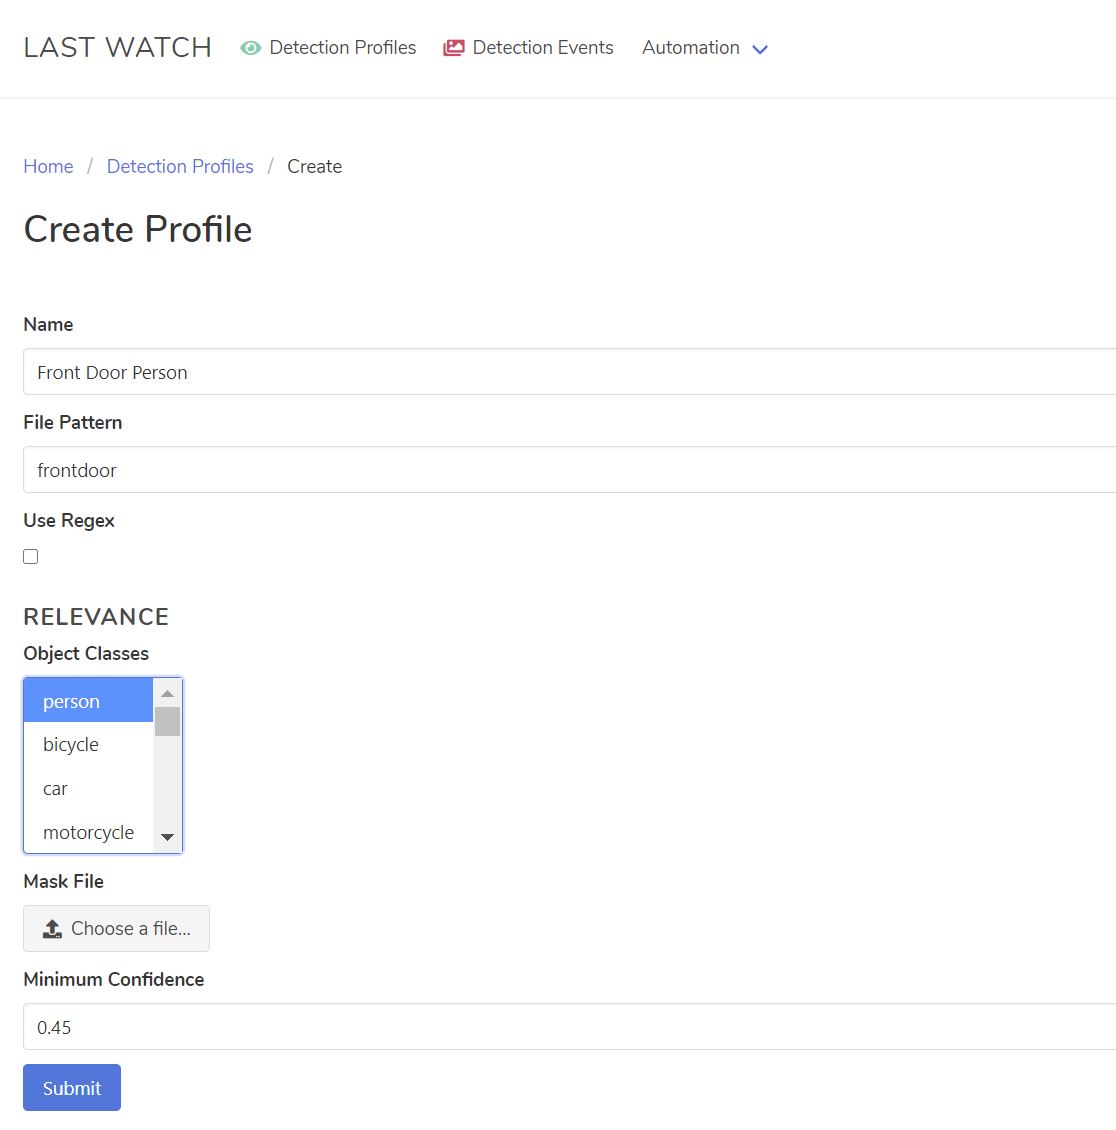 LAST WATCH Detection Profiles Detection Events Automation
Home / Detection Profiles / Create
Create Profile
Name
Front Door Person
File Pattern
frontdoor
Use Regex
RELEVANCE
Object Classes
person
bicycle
car
motorcycle
Mask File
Choose a file...
Minimum Confidence
0.45
Submit